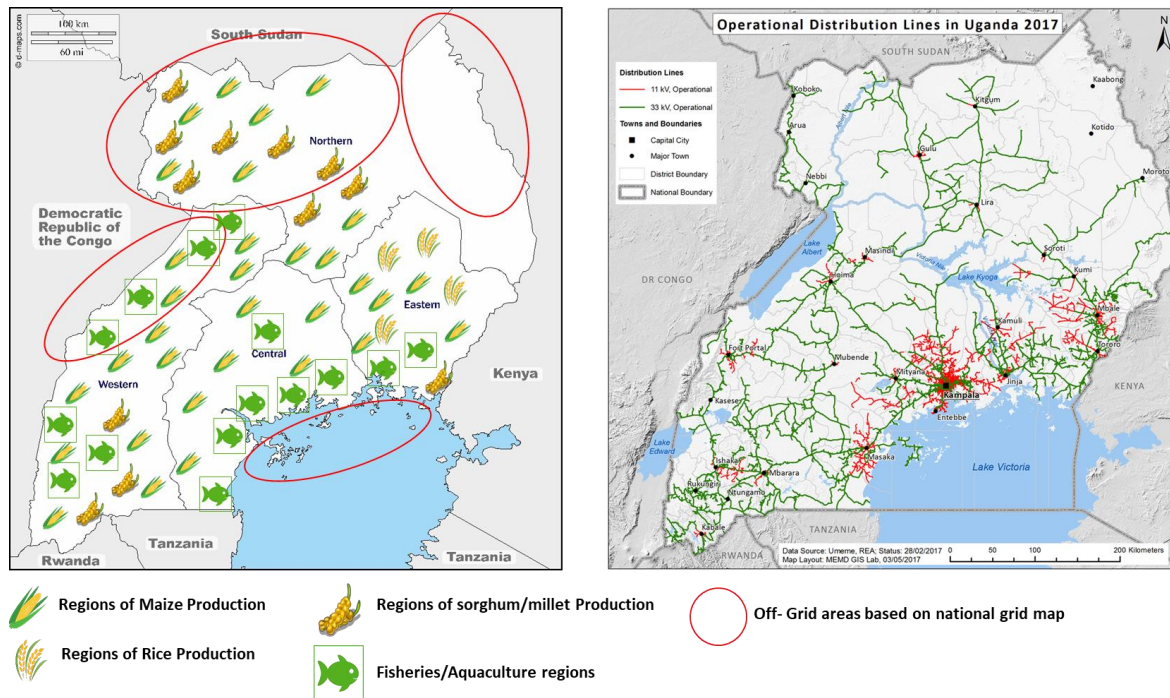 100 km
60 mi
© d-maps.com
South Sudan
Northern
Democratic
Republic of
the Congo
Eastern
Central
Western
Kenya
Tanzania
Rwanda
Tanzania
Operational Distribution Lines in Uganda 2017
N
SOUTH SUDAN
Distribution Lines
11 kV, Operational
33 kV, Operational
Towns and Boundaries
Capital City
Major Town
District Boundary
National Boundary
Koboko
Kaabong
Kitgum
Albert Nile
Arua
Kotido
Gulu
Moroto
Nebbi
Lira
Lake
Albert
Masindi
Victoria Nile
Soroti
Hoima
Lake Kyoga
Kumi
DR CONGO
Mbale
Kamuli
Tororo
Fort Portal
Mubende
Mityana
Jinja
KENYA
Kampala
Kasese
Entebbe
Lake
Edward
Masaka
Lake Victoria
Ishaka
Mbarara
Rukungiri
Ntungamo
Kabale
TANZANIA
RWANDA
Data Source: Umeme, REA; Status: 28/02/2017
Map Layout: MEMD GIS Lab, 03/05/2017
0 50 100 200 Kilometers
Regions of Maize Production
Regions of sorghum/millet Production
Off- Grid areas based on national grid map
Regions of Rice Production
Fisheries/Aquaculture regions